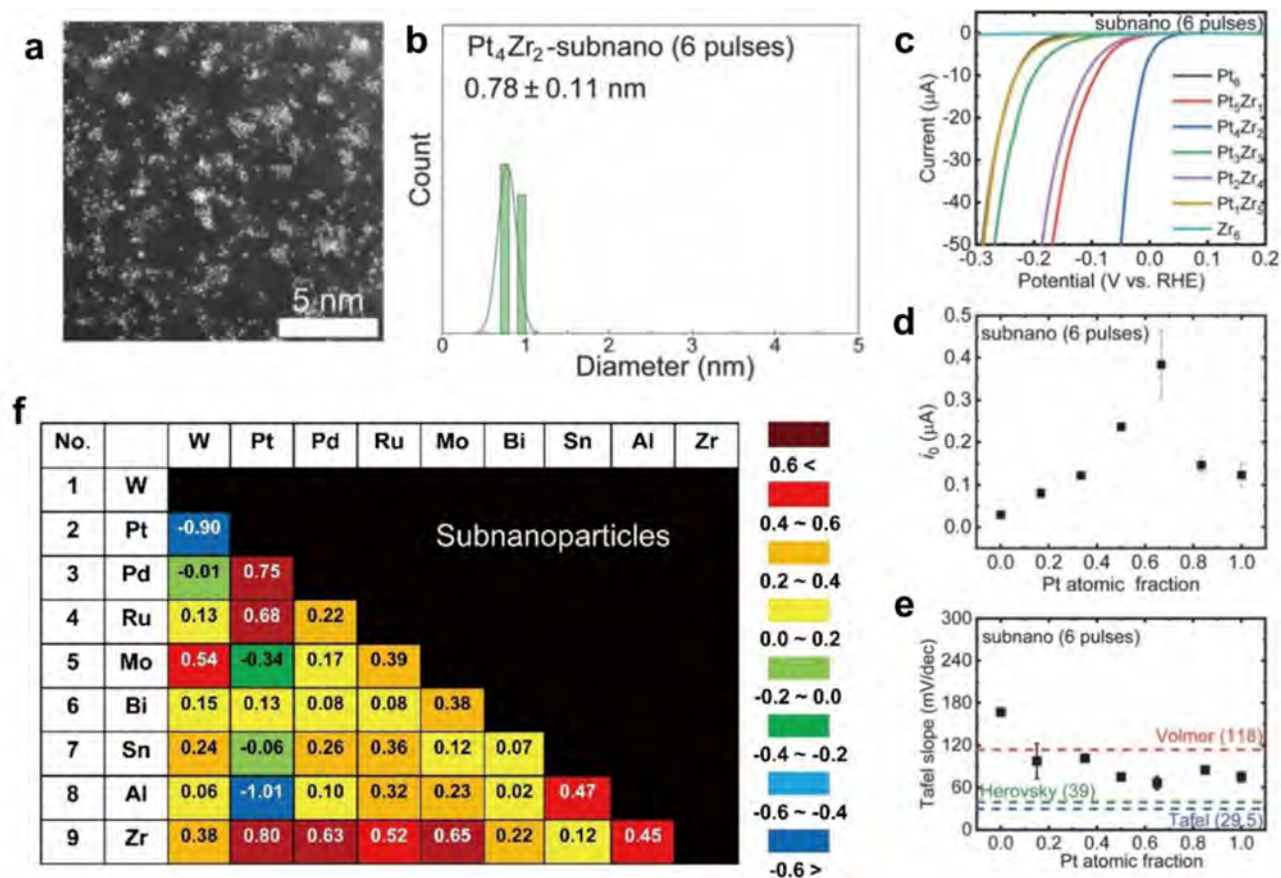 a
5 nm
b
Pt₄Zr₂-subnano (6 pulses)
0.78 ± 0.11 nm
Count
0 1 2 3 4 5
Diameter (nm)
c
subnano (6 pulses)
0
-10
-20
-30
-40
-50
Current (μA)
Pt₆
Pt₅Zr₁
Pt₄Zr₂
Pt₃Zr₃
Pt₂Zr₄
Pt₁Zr₅
Zr₆
-0.3 -0.2 -0.1 0.0 0.1 0.2
Potential (V vs. RHE)
d
subnano (6 pulses)
0.5
0.4
0.3
0.2
0.1
0.0
i₀ (μA)
0.0 0.2 0.4 0.6 0.8 1.0
Pt atomic fraction
e
subnano (6 pulses)
300
240
180
120
60
0
Tafel slope (mV/dec)
Volmer (118)
Herovsky (39)
Tafel (29.5)
0.0 0.2 0.4 0.6 0.8 1.0
Pt atomic fraction
f
No. W Pt Pd Ru Mo Bi Sn Al Zr
1 W
2 Pt -0.90
3 Pd -0.01 0.75
4 Ru 0.13 0.68 0.22
5 Mo 0.54 -0.34 0.17 0.39
6 Bi 0.15 0.13 0.08 0.08 0.38
7 Sn 0.24 -0.06 0.26 0.36 0.12 0.07
8 Al 0.06 -1.01 0.10 0.32 0.23 0.02 0.47
9 Zr 0.38 0.80 0.63 0.52 0.65 0.22 0.12 0.45
Subnanoparticles
0.6 <
0.4 ~ 0.6
0.2 ~ 0.4
0.0 ~ 0.2
-0.2 ~ 0.0
-0.4 ~ -0.2
-0.6 ~ -0.4
-0.6 >